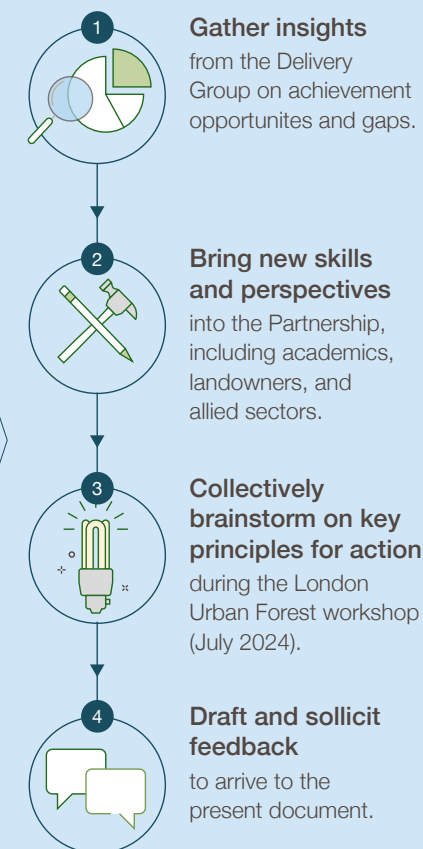 1
Gather insights
from the Delivery
Group on achievement
opportunites and gaps.
2
Bring new skills
and perspectives
into the Partnership,
including academics,
landowners, and
allied sectors.
3
Collectively
brainstorm on key
principles for action
during the London
Urban Forest workshop
(July 2024).
4
Draft and sollicit
feedback
to arrive to the
present document.